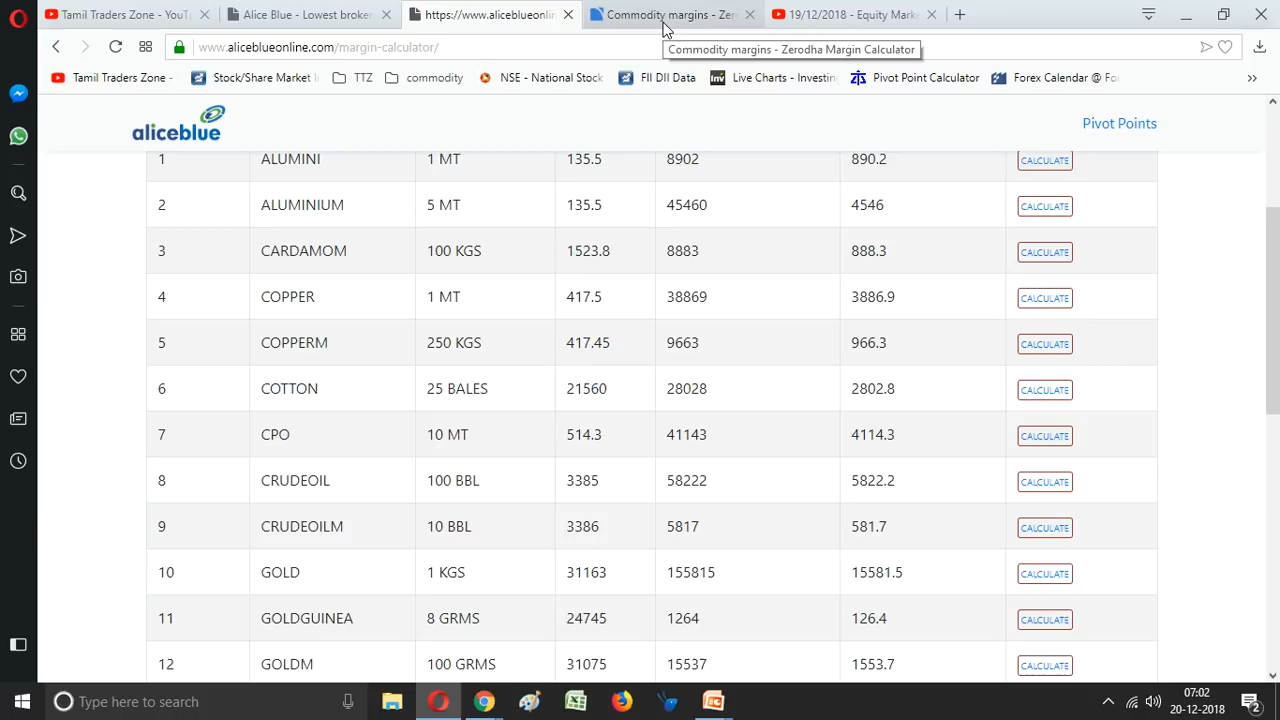 Tamil Traders Zone - YouT
Alice Blue - Lowest broker
https://www.aliceblueonlin
Commodity margins - Zer
19/12/2018 - Equity Mark
www.aliceblueonline.com/margin-calculator/
Commodity margins - Zerodha Margin Calculator
Tamil Traders Zone -
Stock/Share Market
TTZ
commodity
NSE - National Stock
FII DII Data
Inv
Live Charts - Investin
Pivot Point Calculator
Forex Calendar @ Fo
aliceblue
Pivot Points
1 ALUMINI 1 MT 135.5 8902 890.2 CALCULATE
2 ALUMINIUM 5 MT 135.5 45460 4546 CALCULATE
3 CARDAMOM 100 KGS 1523.8 8883 888.3 CALCULATE
4 COPPER 1 MT 417.5 38869 3886.9 CALCULATE
5 COPPERM 250 KGS 417.45 9663 966.3 CALCULATE
6 COTTON 25 BALES 21560 28028 2802.8 CALCULATE
7 CPO 10 MT 514.3 41143 4114.3 CALCULATE
8 CRUDEOIL 100 BBL 3385 58222 5822.2 CALCULATE
9 CRUDEOILM 10 BBL 3386 5817 581.7 CALCULATE
10 GOLD 1 KGS 31163 155815 15581.5 CALCULATE
11 GOLDGUINEA 8 GRMS 24745 1264 126.4 CALCULATE
12 GOLDM 100 GRMS 31075 15537 1553.7 CALCULATE
Type here to search
07:02
20-12-2018
2